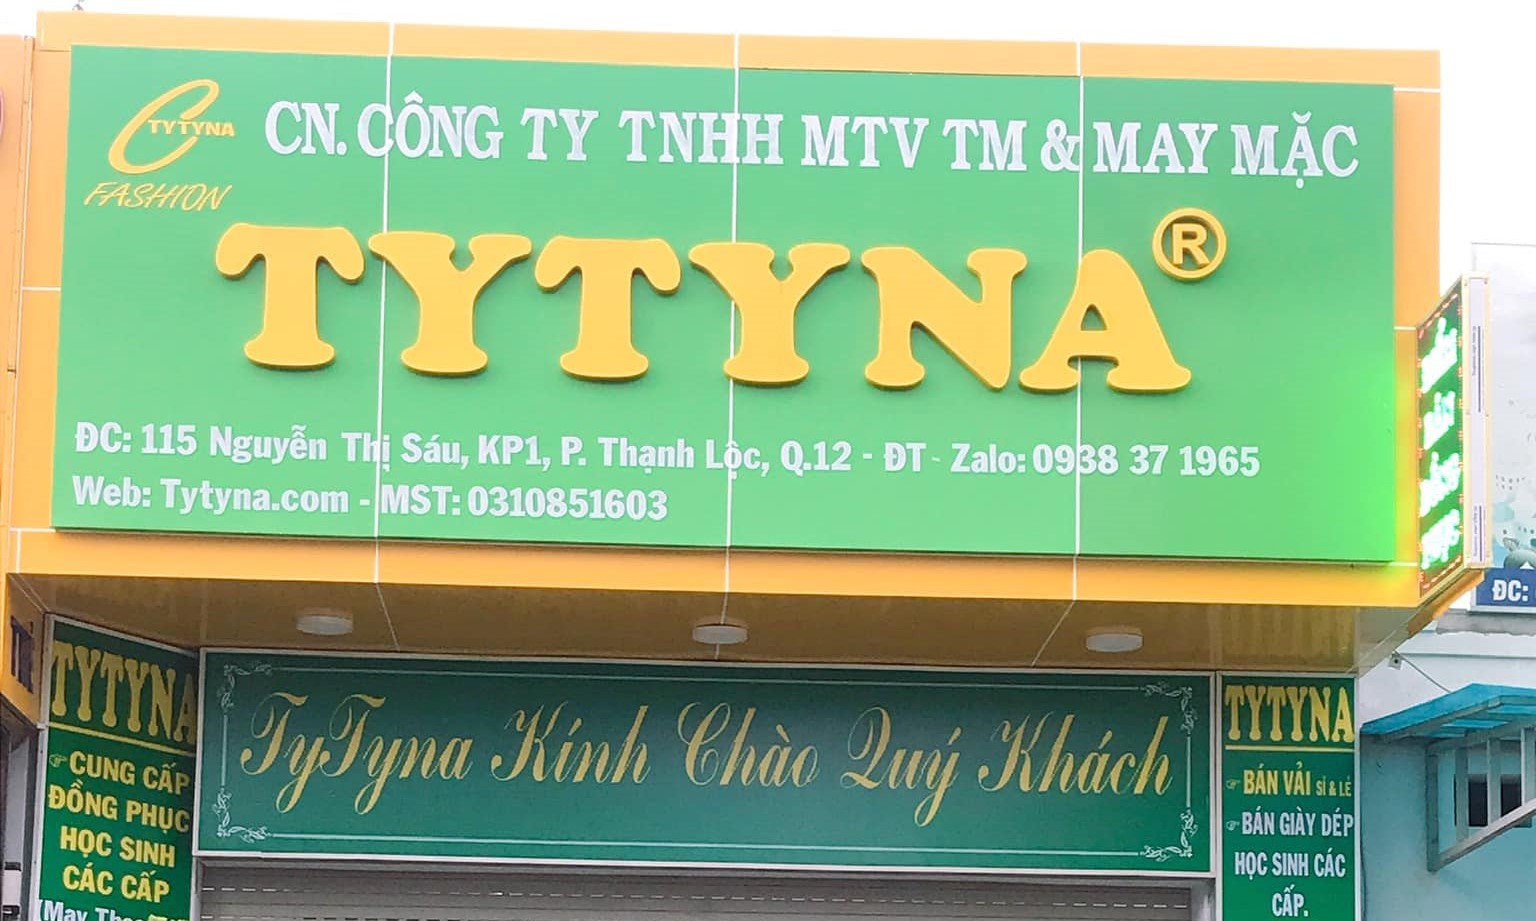 TYTYNA
FASHION
CN. CÔNG TY TNHH MTV TM & MAY MẶC
TYTYNA®
ĐC: 115 Nguyễn Thị Sáu, KP1, P. Thạnh Lộc, Q.12 - ĐT - Zalo: 0938 37 1965
Web: Tytyna.com - MST: 0310851603
TYTYNA
☞CUNG CẤP
ĐỒNG PHỤC
HỌC SINH
CÁC CẤP
(May
TyTyna Kính Chào Quý Khách
TYTYNA
☞BÁN VẢI SỈ & LẺ
☞BÁN GIÀY DÉP
HỌC SINH CÁC
CẤP.
ĐC: